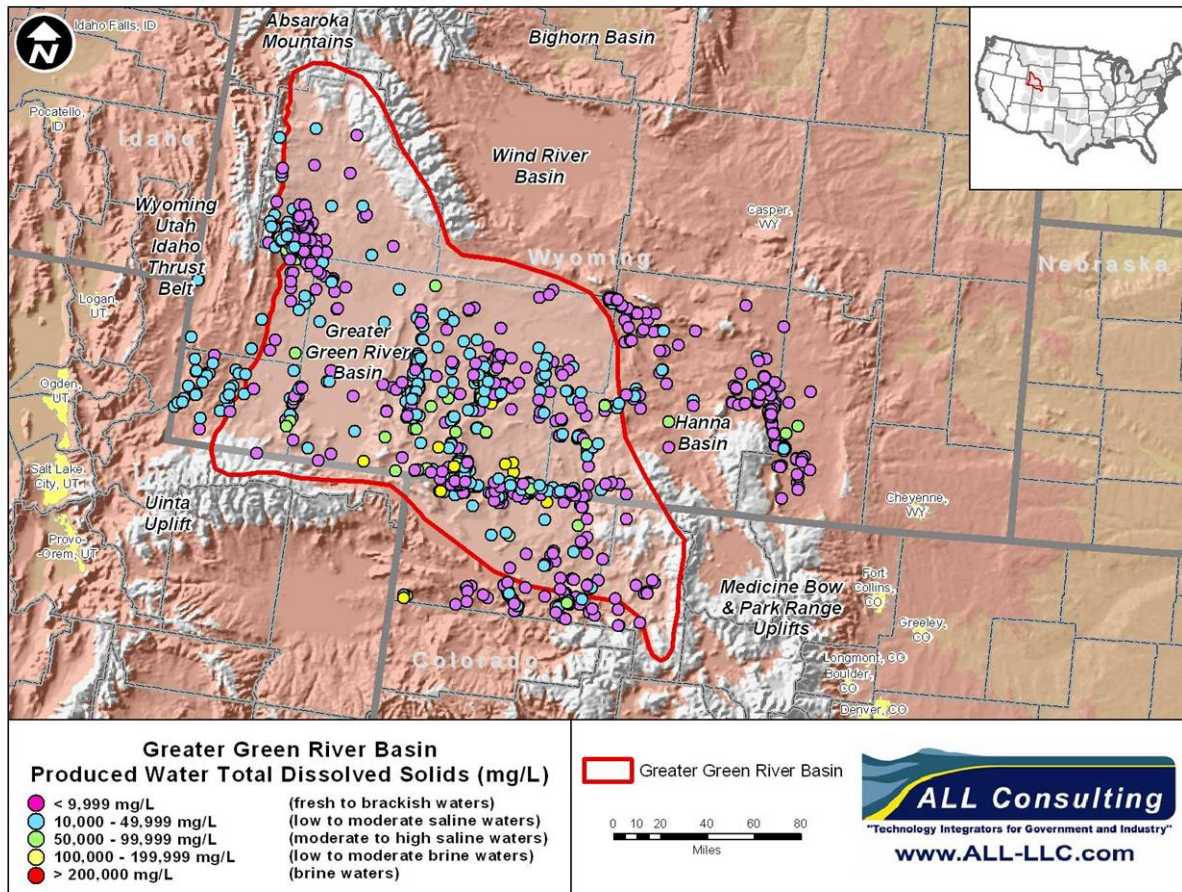 N
Idaho Falls, ID
Absaroka
Mountains
Bighorn Basin
Pocatello,
ID
Idaho
Wind River
Basin
Wyoming
Utah
Idaho
Thrust
Belt
Casper,
WY
Wyoming
Nebraska
Logan,
UT
Greater
Green River
Basin
Ogden,
UT
Hanna
Basin
Salt Lake
City, UT
Uinta
Uplift
Cheyenne,
WY
Provo-
-Orem, UT
Medicine Bow
& Park Range
Uplifts
Fort
Collins,
CO
Greeley,
CO
Colorado
Longmont, CO
Boulder,
CO
Denver, CO
Greater Green River Basin
Produced Water Total Dissolved Solids (mg/L)
< 9,999 mg/L (fresh to brackish waters)
10,000 - 49,999 mg/L (low to moderate saline waters)
50,000 - 99,999 mg/L (moderate to high saline waters)
100,000 - 199,999 mg/L (low to moderate brine waters)
> 200,000 mg/L (brine waters)
Greater Green River Basin
0 10 20 40 60 80
Miles
ALL Consulting
"Technology Integrators for Government and Industry"
www.ALL-LLC.com